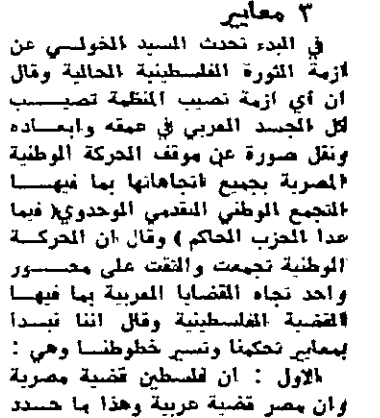 ٣ معايير
في البدء تحدث السيد الخولسي عن
ازمة الثورة الفلسطينية الحالية وقال
ان أي ازمة تصيب المنظمة تصيب
كل الجسد العربي في عمقه وابعاده
ونقل صورة عن موقف الحركة الوطنية
المصرية بجميع اتجاهاتها بما فيها
التجمع الوطني التقدمي الوحدوي ( فيما
عدا الحزب الحاكم ) وقال ان الحركة
الوطنية تجمعت والتقت على محور
واحد تجاه القضايا العربية بما فيها
القضية الفلسطينية وقال اننا نبدأ
بمعايير تحكمنا وتسير خطوطنا وهي :
الاول : ان فلسطين قضية مصرية
وان مصر قضية عربية وهذا ما حدد